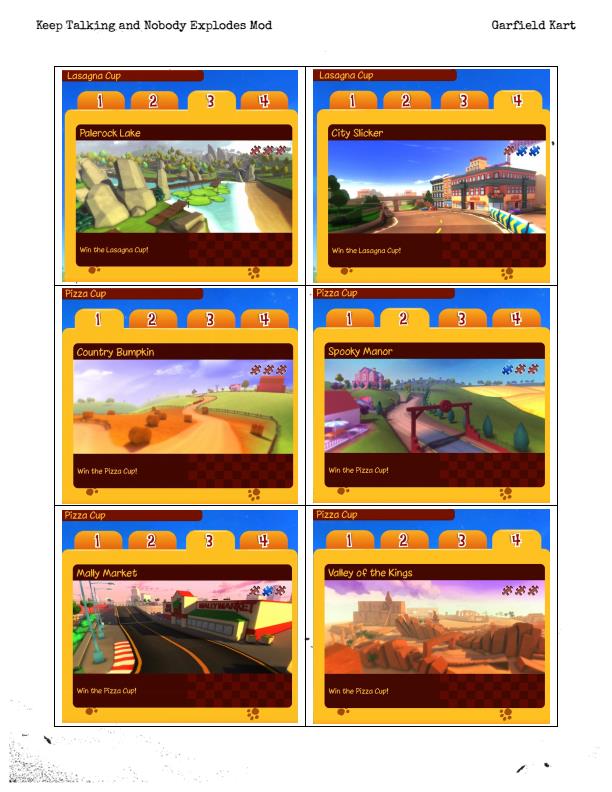 Keep Talking and Nobody Explodes Mod
Garfield Kart
Lasagna Cup
1 2 3 4
Palerock Lake
Win the Lasagna Cup!
Lasagna Cup
1 2 3 4
City Slicker
Win the Lasagna Cup!
Pizza Cup
1 2 3 4
Country Bumpkin
Win the Pizza Cup!
Pizza Cup
1 2 3 4
Spooky Manor
Win the Pizza Cup!
Pizza Cup
1 2 3 4
Mally Market
MALLY MARKET
Win the Pizza Cup!
Pizza Cup
1 2 3 4
Valley of the Kings
Win the Pizza Cup!